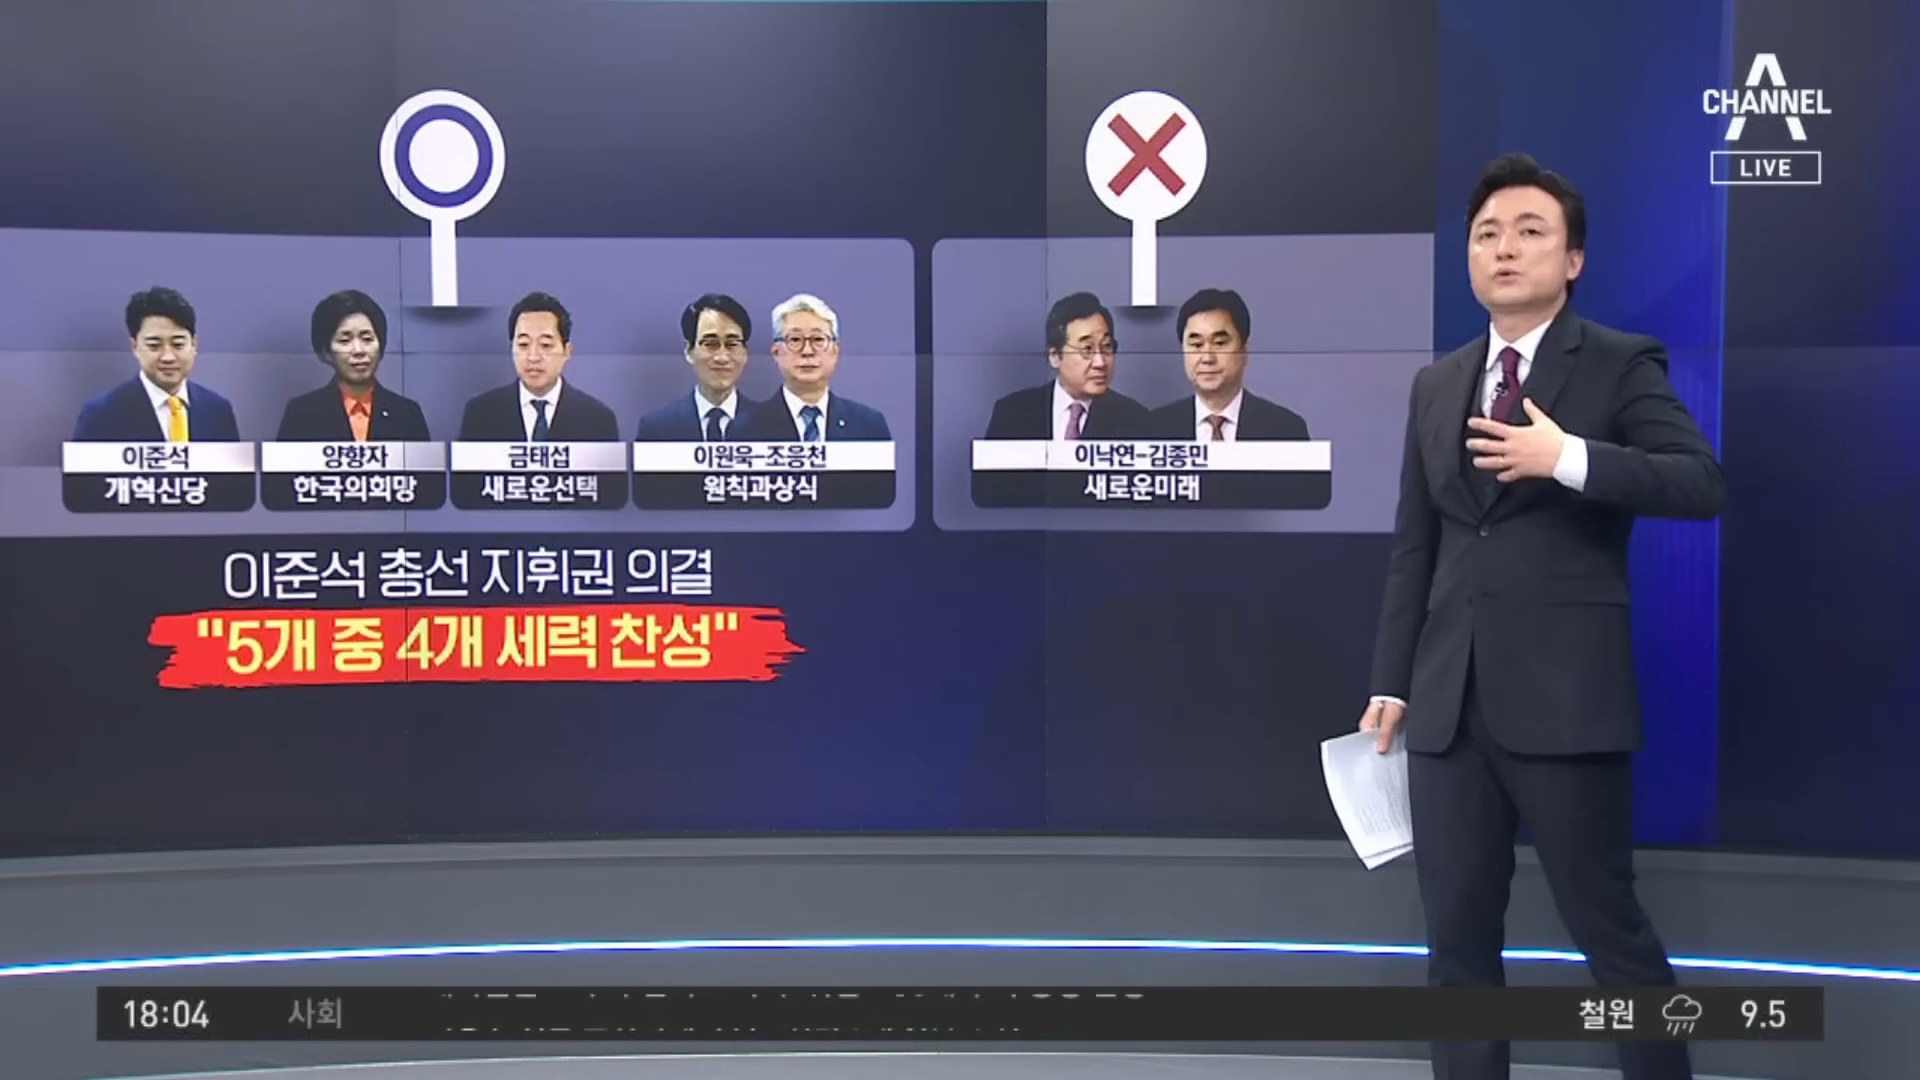 CHANNEL A
LIVE
이준석
개혁신당
양향자
한국의희망
금태섭
새로운선택
이원욱-조응천
원칙과상식
이낙연-김종민
새로운미래
이준석 총선 지휘권 의결
"5개 중 4개 세력 찬성"
18:04 사회
철원 9.5